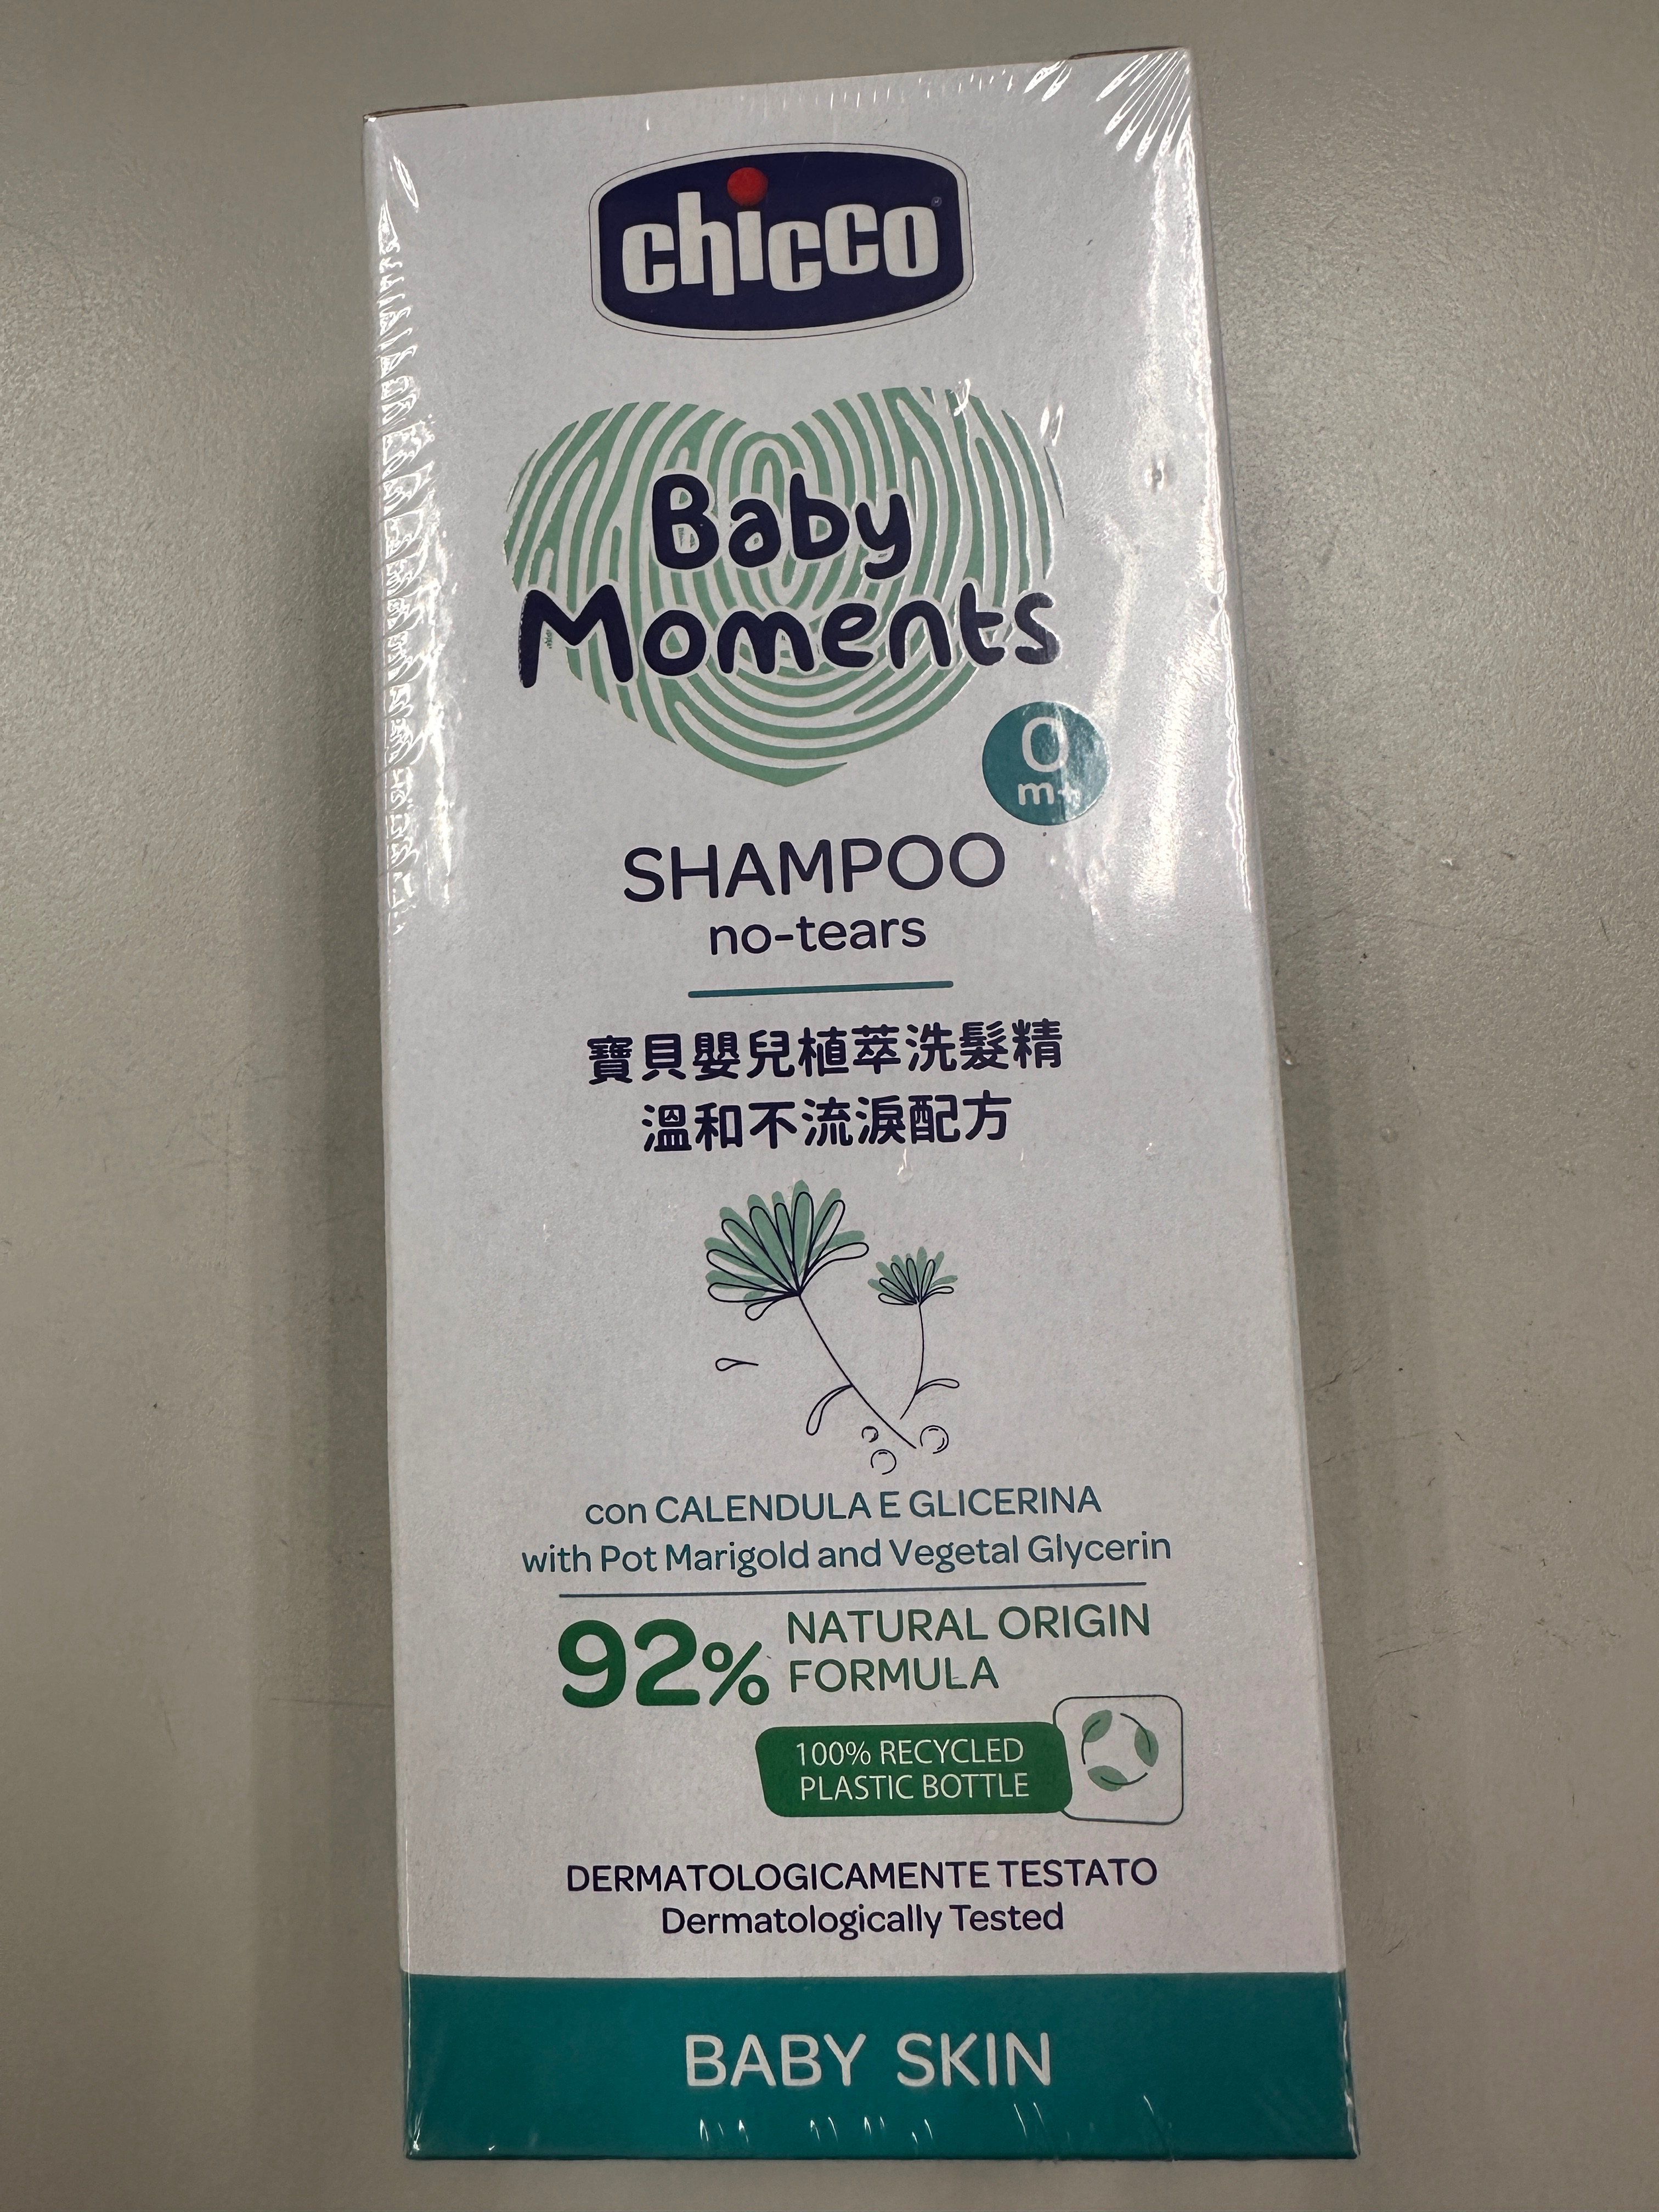 chicco
Baby
Moments
0
m+
SHAMPOO
no-tears
寶貝嬰兒植萃洗髮精
溫和不流淚配方
con CALENDULA E GLICERINA
with Pot Marigold and Vegetal Glycerin
92% NATURAL ORIGIN
FORMULA
100% RECYCLED
PLASTIC BOTTLE
DERMATOLOGICAMENTE TESTATO
Dermatologically Tested
BABY SKIN